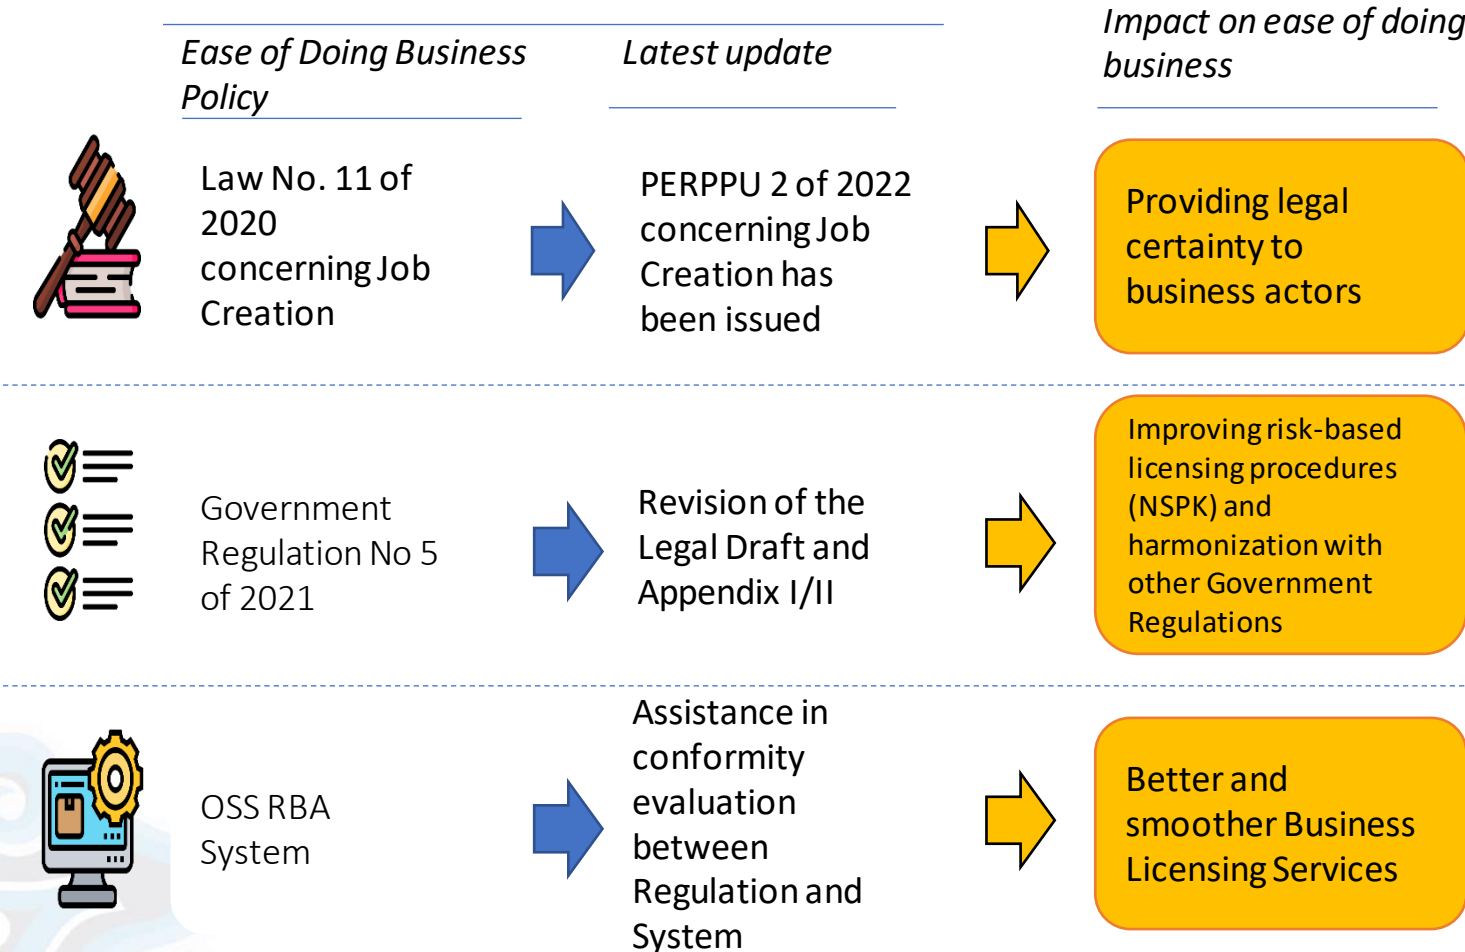 Ease of Doing Business
Policy
Latest update
Impact on ease of doing
business
Law No. 11 of
2020
concerning Job
Creation
PERPPU 2 of 2022
concerning Job
Creation has
been issued
Providing legal
certainty to
business actors
Government
Regulation No 5
of 2021
Revision of the
Legal Draft and
Appendix I/II
Improving risk-based
licensing procedures
(NSPK) and
harmonization with
other Government
Regulations
OSS RBA
System
Assistance in
conformity
evaluation
between
Regulation and
System
Better and
smoother Business
Licensing Services